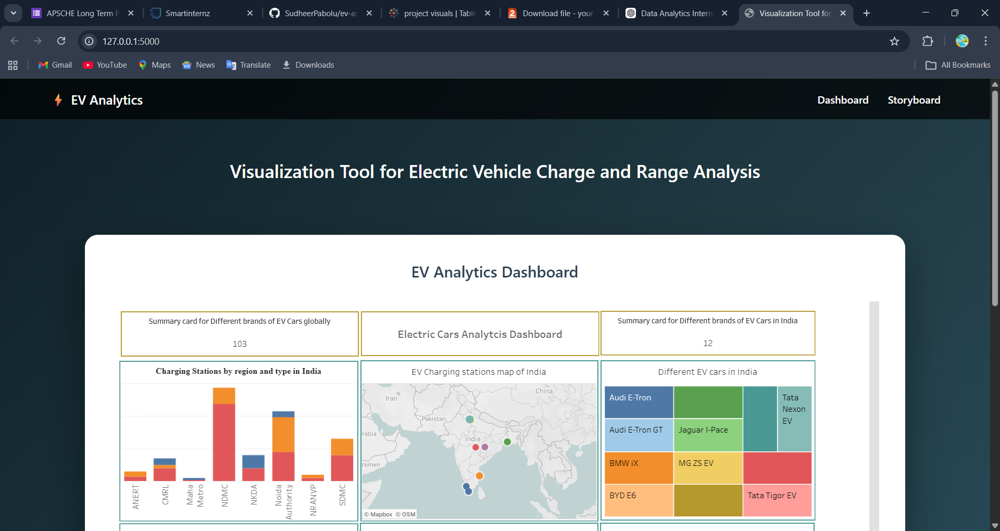 APSCHE Long Term P
Smartinternz
SudheerPabolu/ev-ar
project visuals | Table
Download file - your
Data Analytics Intern
Visualization Tool for
127.0.0.1:5000
Gmail
YouTube
Maps
News
Translate
Downloads
All Bookmarks
EV Analytics
Dashboard
Storyboard
Visualization Tool for Electric Vehicle Charge and Range Analysis
EV Analytics Dashboard
Summary card for Different brands of EV Cars globally
103
Electric Cars Analytcis Dashboard
Summary card for Different brands of EV Cars in India
12
Charging Stations by region and type in India
ANERT
CMRL
Maha
Metro
NDMC
NKDA
Noida
Authority
NRANVP
SDMC
EV Charging stations map of India
China
Iran
Pakistan
rabia
India
Yemen
© Mapbox © OSM
Different EV cars in India
Audi E-Tron
Tata
Nexon
EV
Audi E-Tron GT
Jaguar I-Pace
BMW iX
MG ZS EV
BYD E6
Tata Tigor EV